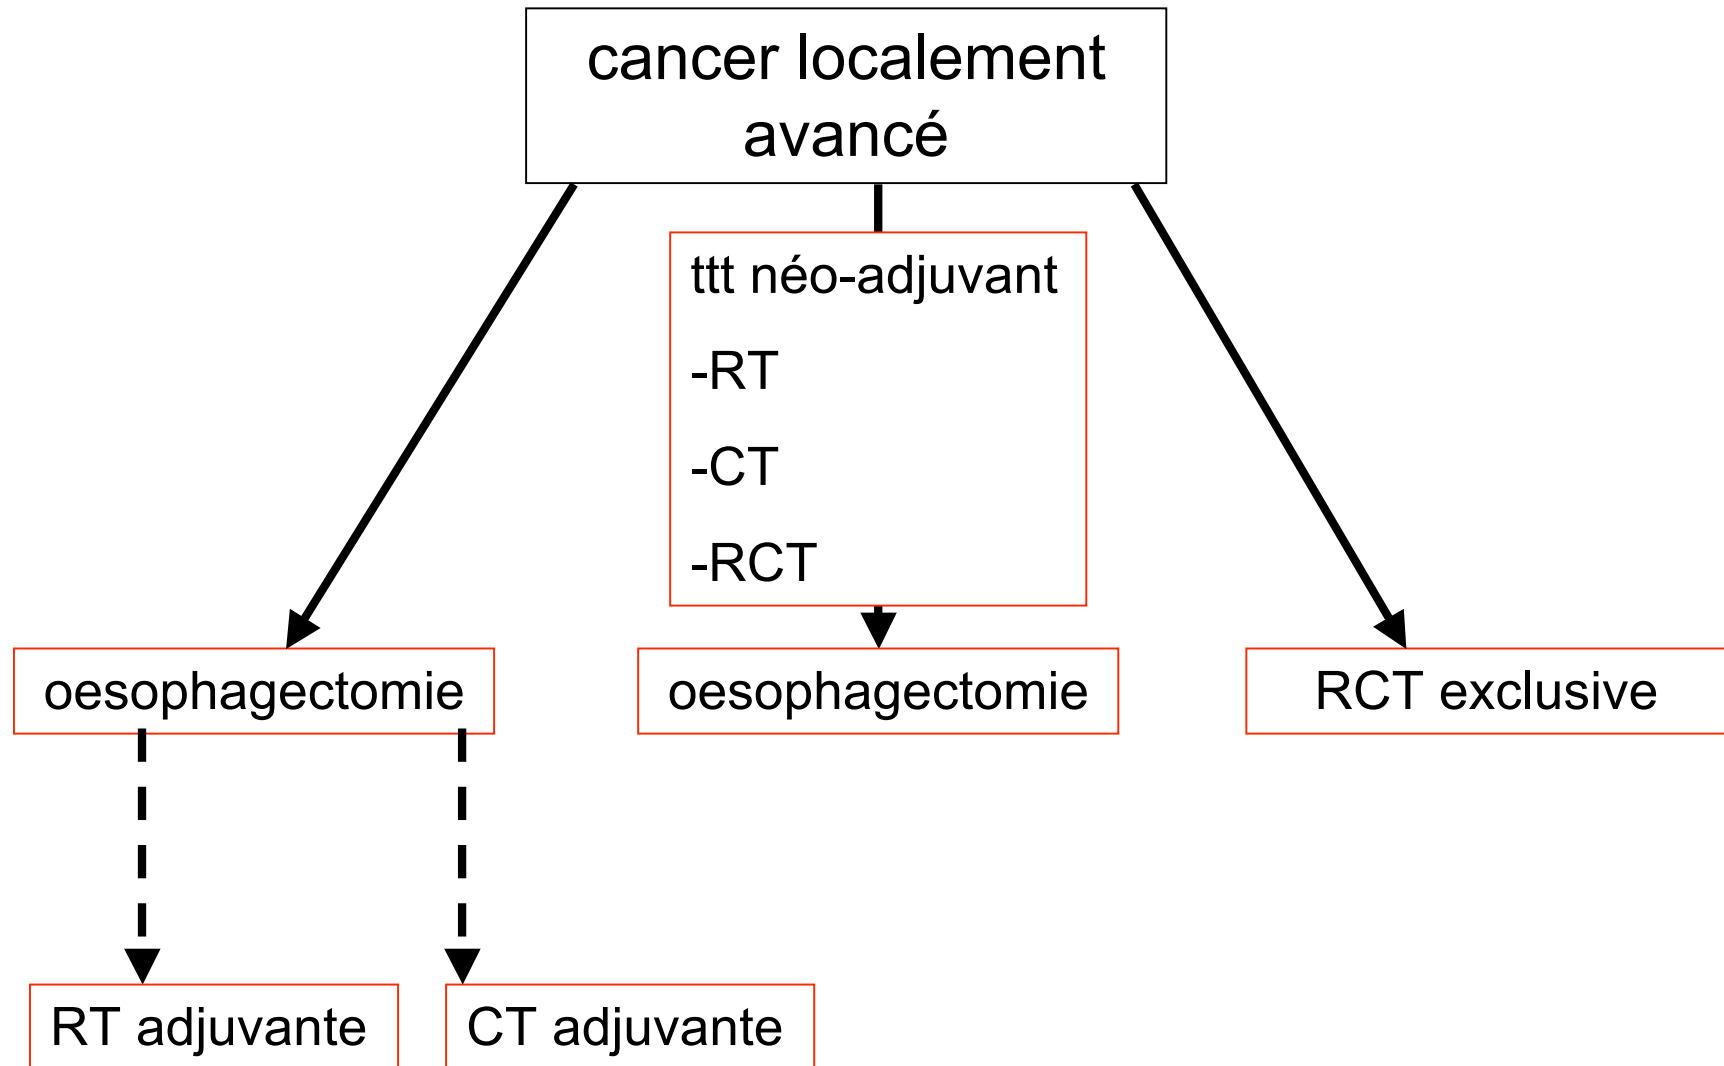 cancer localement
avancé
ttt néo-adjuvant
-RT
-CT
-RCT
oesophagectomie
oesophagectomie
RCT exclusive
RT adjuvante
CT adjuvante